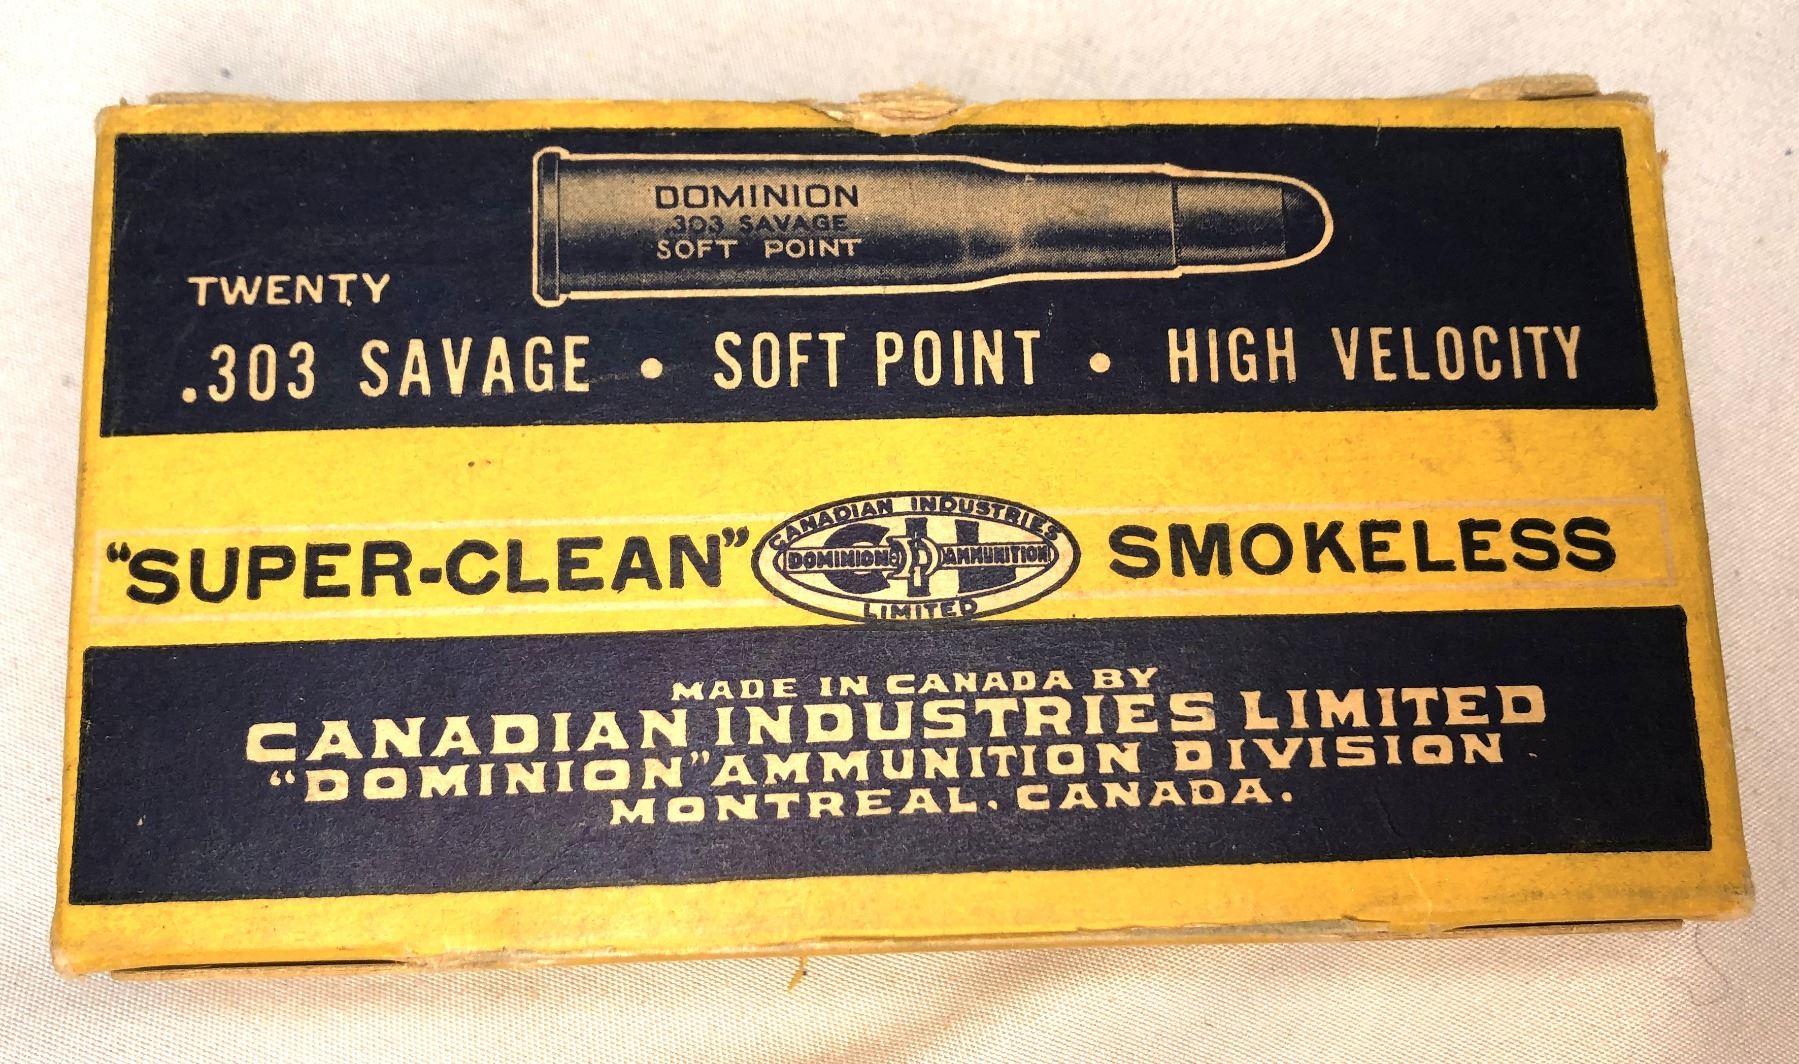 DOMINION
.303 SAVAGE
SOFT POINT
TWENTY
.303 SAVAGE • SOFT POINT • HIGH VELOCITY
"SUPER-CLEAN" SMOKELESS
CANADIAN INDUSTRIES
CIL
DOMINION D AMMUNITION
LIMITED
MADE IN CANADA BY
CANADIAN INDUSTRIES LIMITED
"DOMINION" AMMUNITION DIVISION
MONTREAL. CANADA.